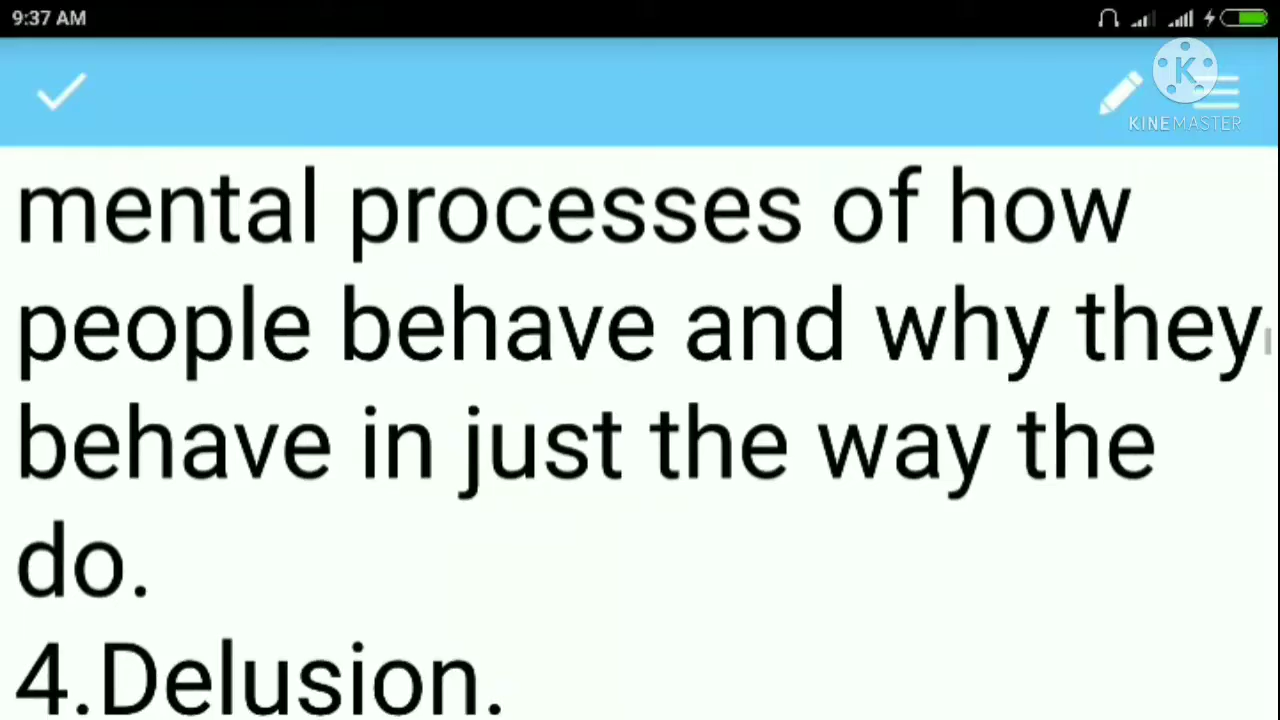 9:37 AM
K
KINEMASTER
mental processes of how
people behave and why they
behave in just the way the
do.
4.Delusion.